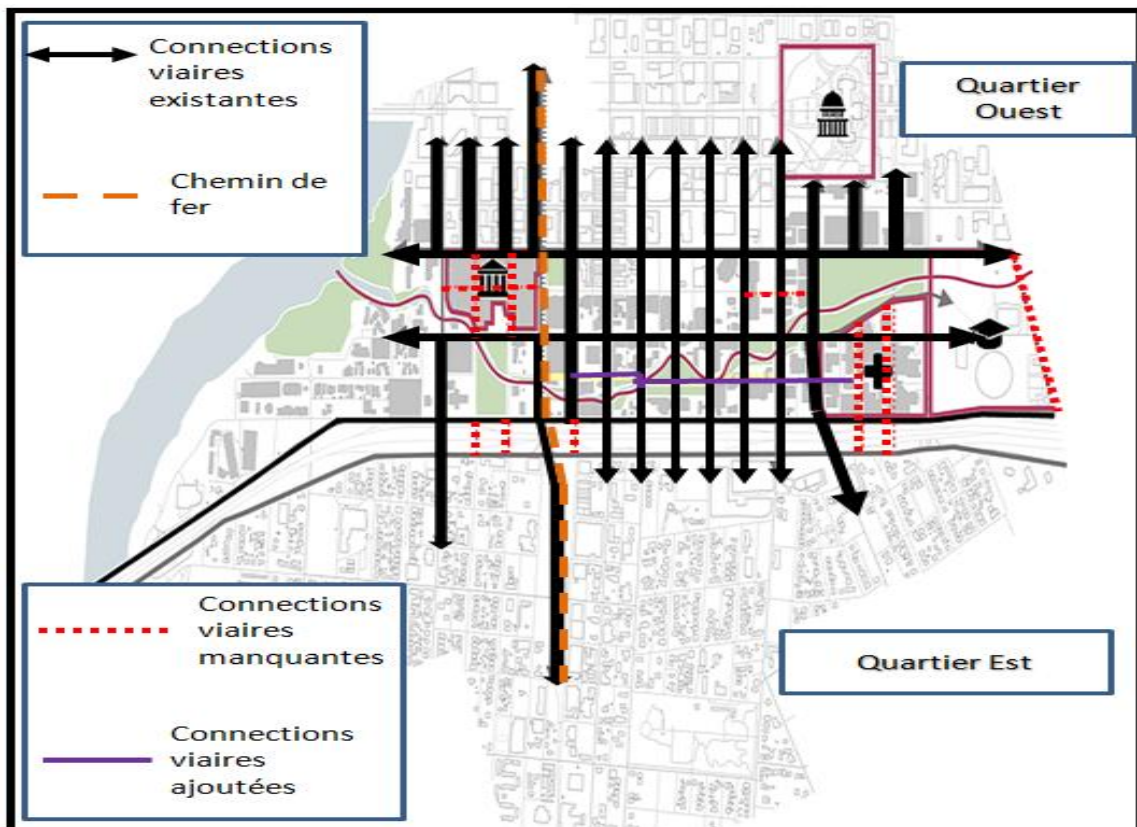 Connections
viaires
existantes
Chemin de
fer
Quartier
Ouest
Connections
viaires
manquantes
Connections
viaires
ajoutées
Quartier Est